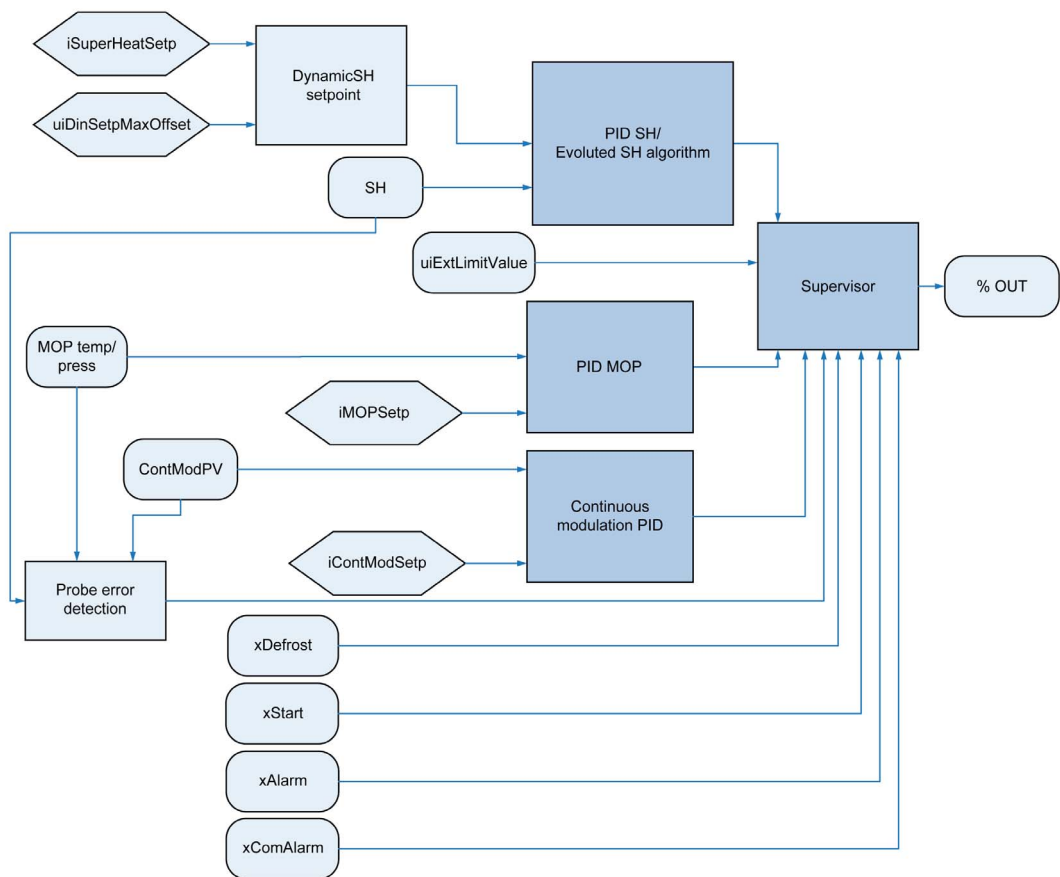 iSuperHeatSetp
DynamicSH
setpoint
uiDinSetpMaxOffset
PID SH/
Evoluted SH algorithm
SH
uiExtLimitValue
Supervisor
% OUT
MOP temp/
press
PID MOP
iMOPSetp
ContModPV
Continuous
modulation PID
iContModSetp
Probe error
detection
xDefrost
xStart
xAlarm
xComAlarm